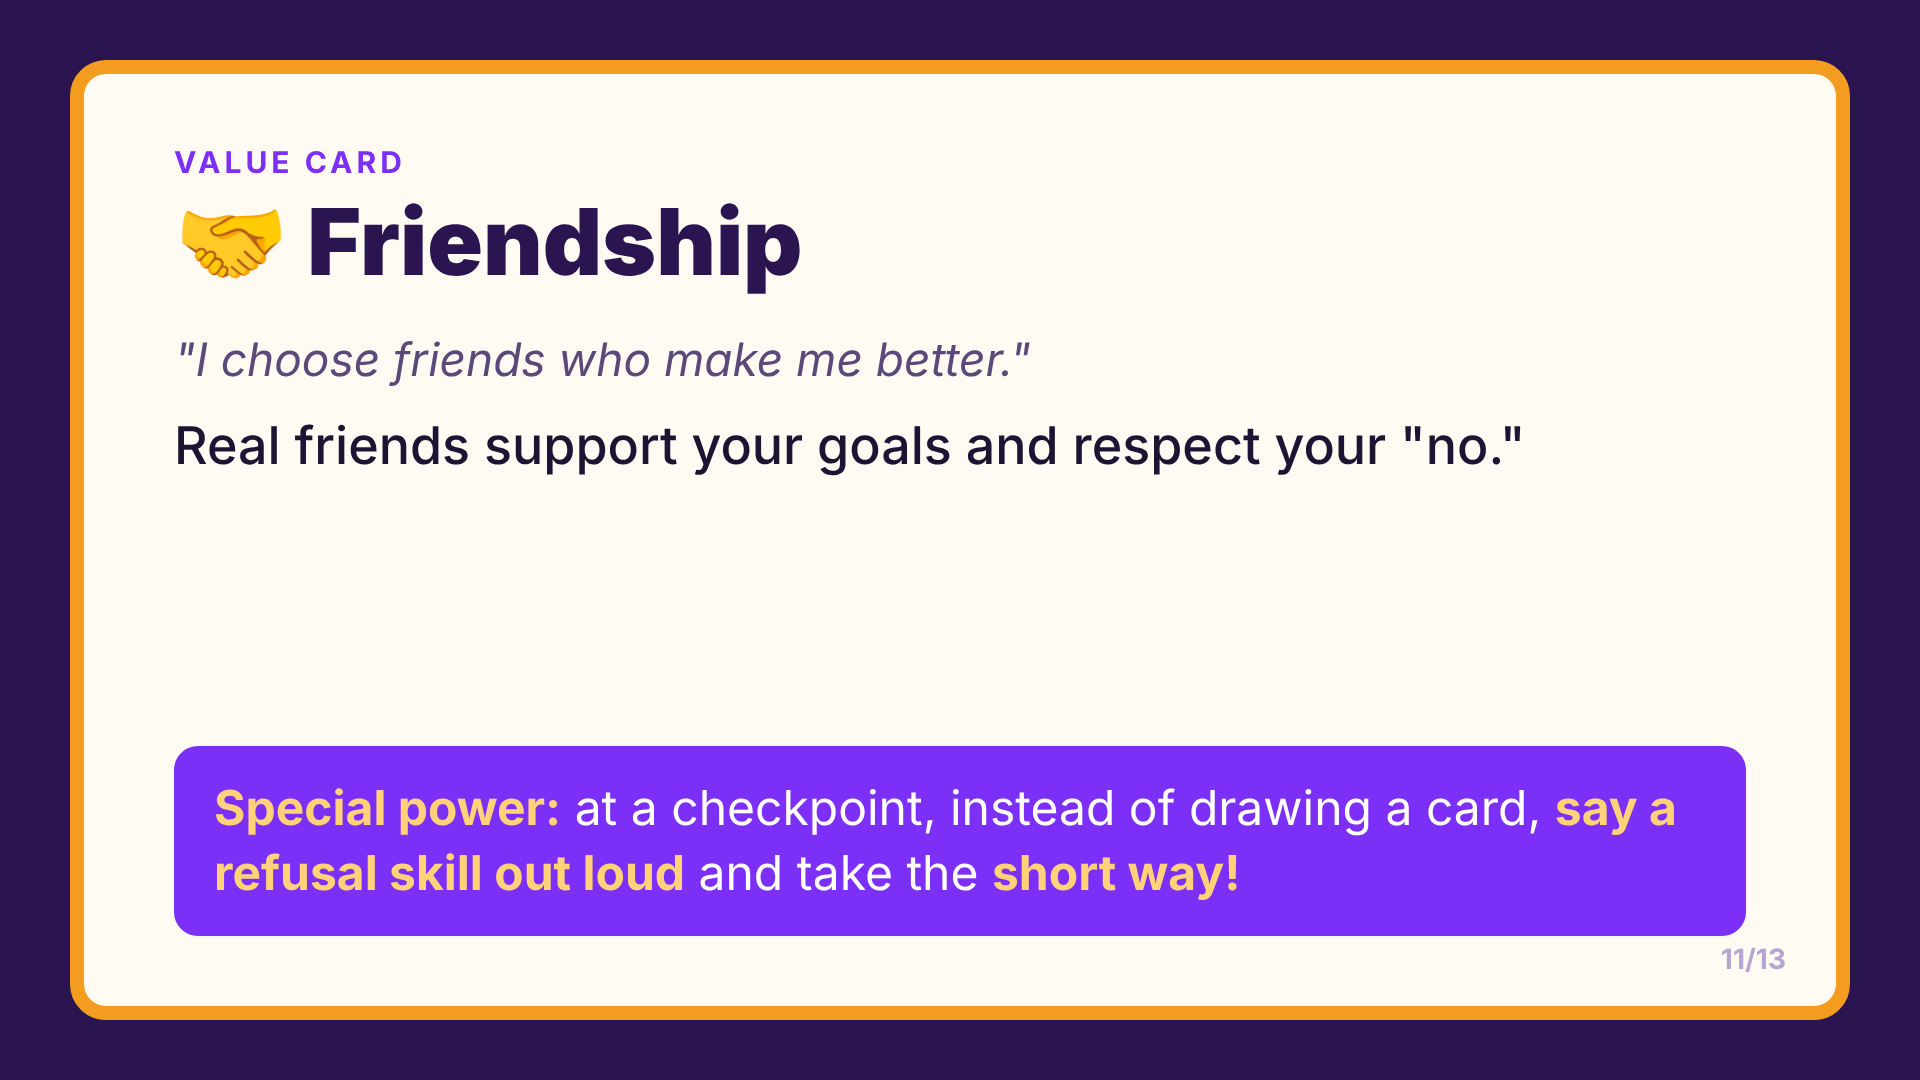 VALUE CARD
🤝 Friendship
"I choose friends who make me better."
Real friends support your goals and respect your "no."
Special power: at a checkpoint, instead of drawing a card, say a
refusal skill out loud and take the short way!
11/13